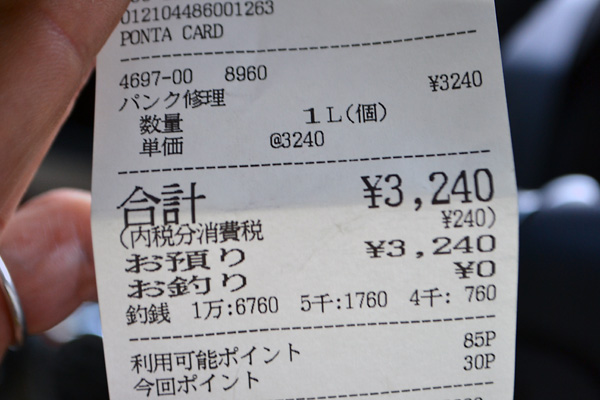 012104486001263
PONTA CARD
4697-00 8960
パンク修理 ¥3240
数量 1L(個)
単価 @3240
合計 ¥3,240
(内税分消費税 ¥240)
お預り ¥3,240
お釣り ¥0
釣銭 1万:6760 5千:1760 4千: 760
利用可能ポイント 85P
今回ポイント 30P